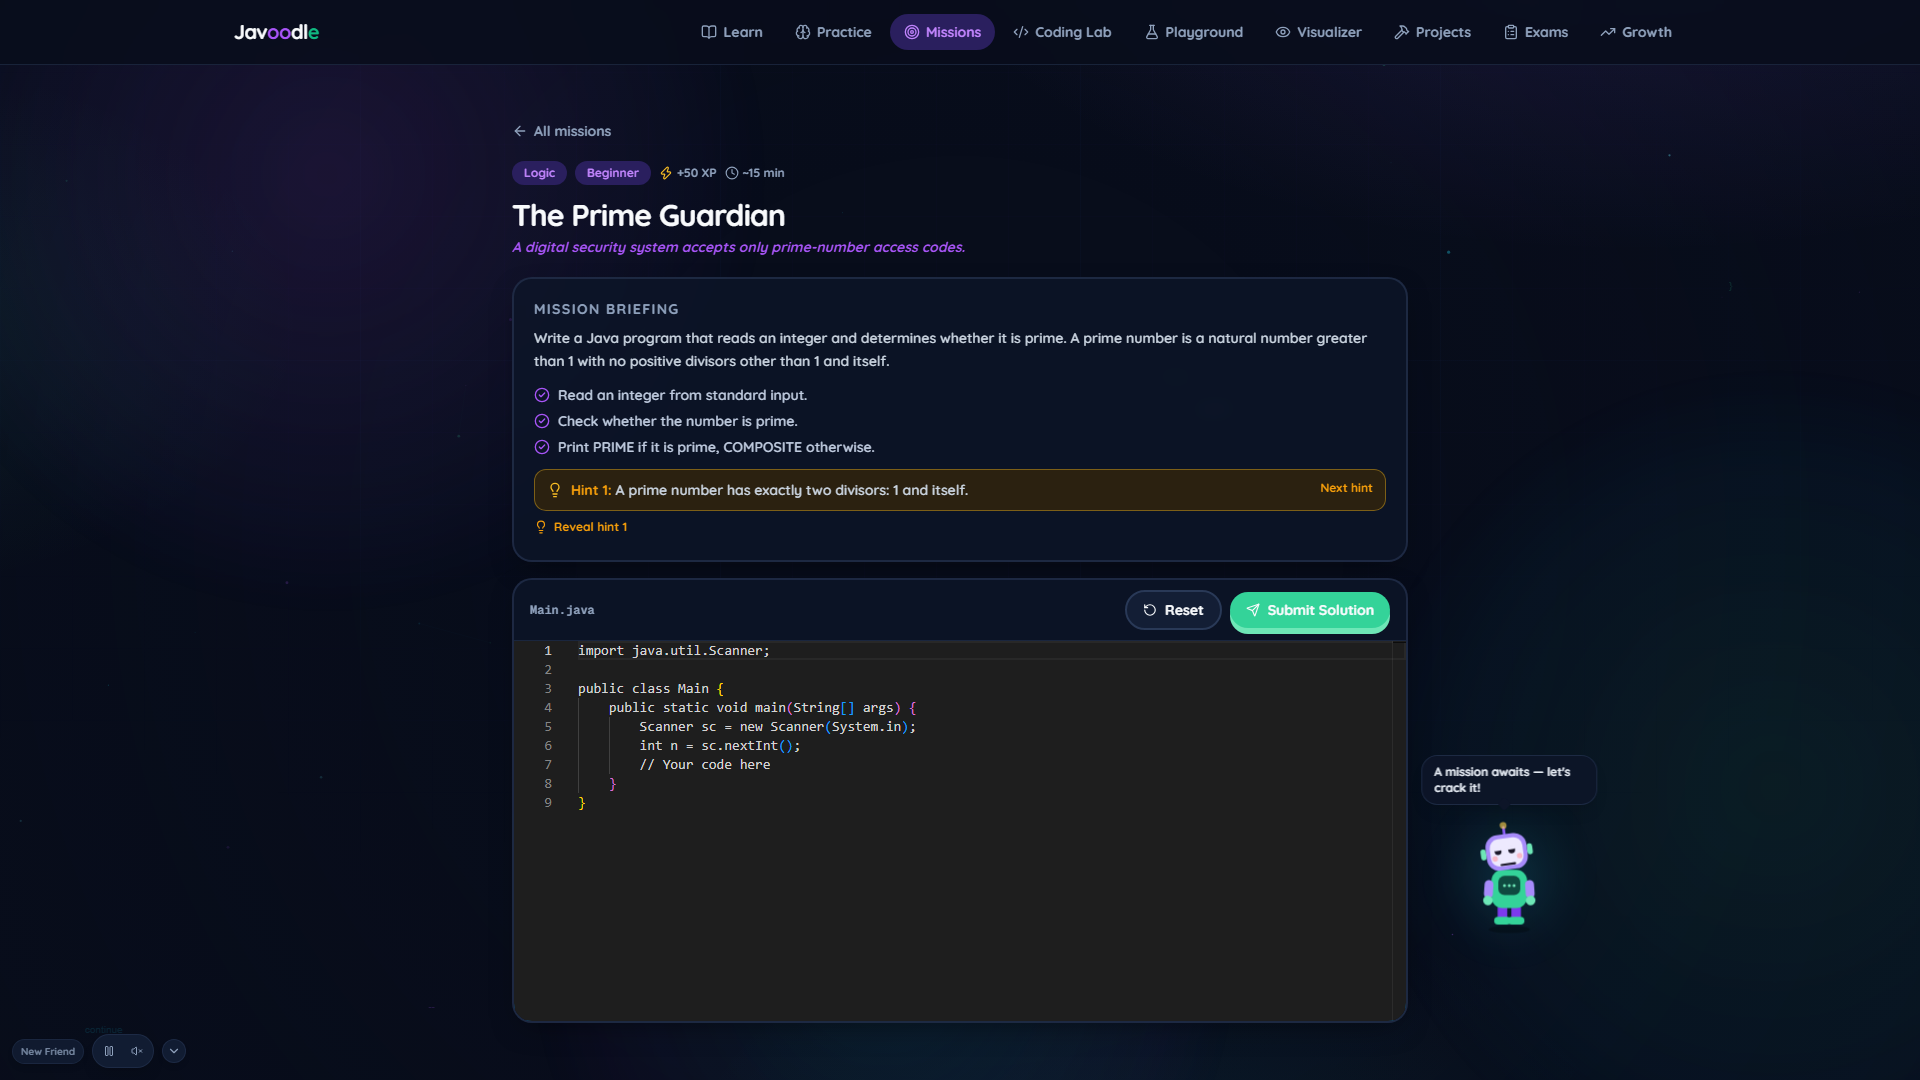 Javoodle
Learn
Practice
Missions
Coding Lab
Playground
Visualizer
Projects
Exams
Growth
All missions
Logic
Beginner
+50 XP
~15 min
The Prime Guardian
A digital security system accepts only prime-number access codes.
MISSION BRIEFING
Write a Java program that reads an integer and determines whether it is prime. A prime number is a natural number greater
than 1 with no positive divisors other than 1 and itself.
Read an integer from standard input.
Check whether the number is prime.
Print PRIME if it is prime, COMPOSITE otherwise.
Hint 1: A prime number has exactly two divisors: 1 and itself.
Next hint
Reveal hint 1
Main.java
Reset
Submit Solution
1 import java.util.Scanner;
2
3 public class Main {
4     public static void main(String[] args) {
5         Scanner sc = new Scanner(System.in);
6         int n = sc.nextInt();
7         // Your code here
8     }
9 }
A mission awaits — let's
crack it!
continue
New Friend